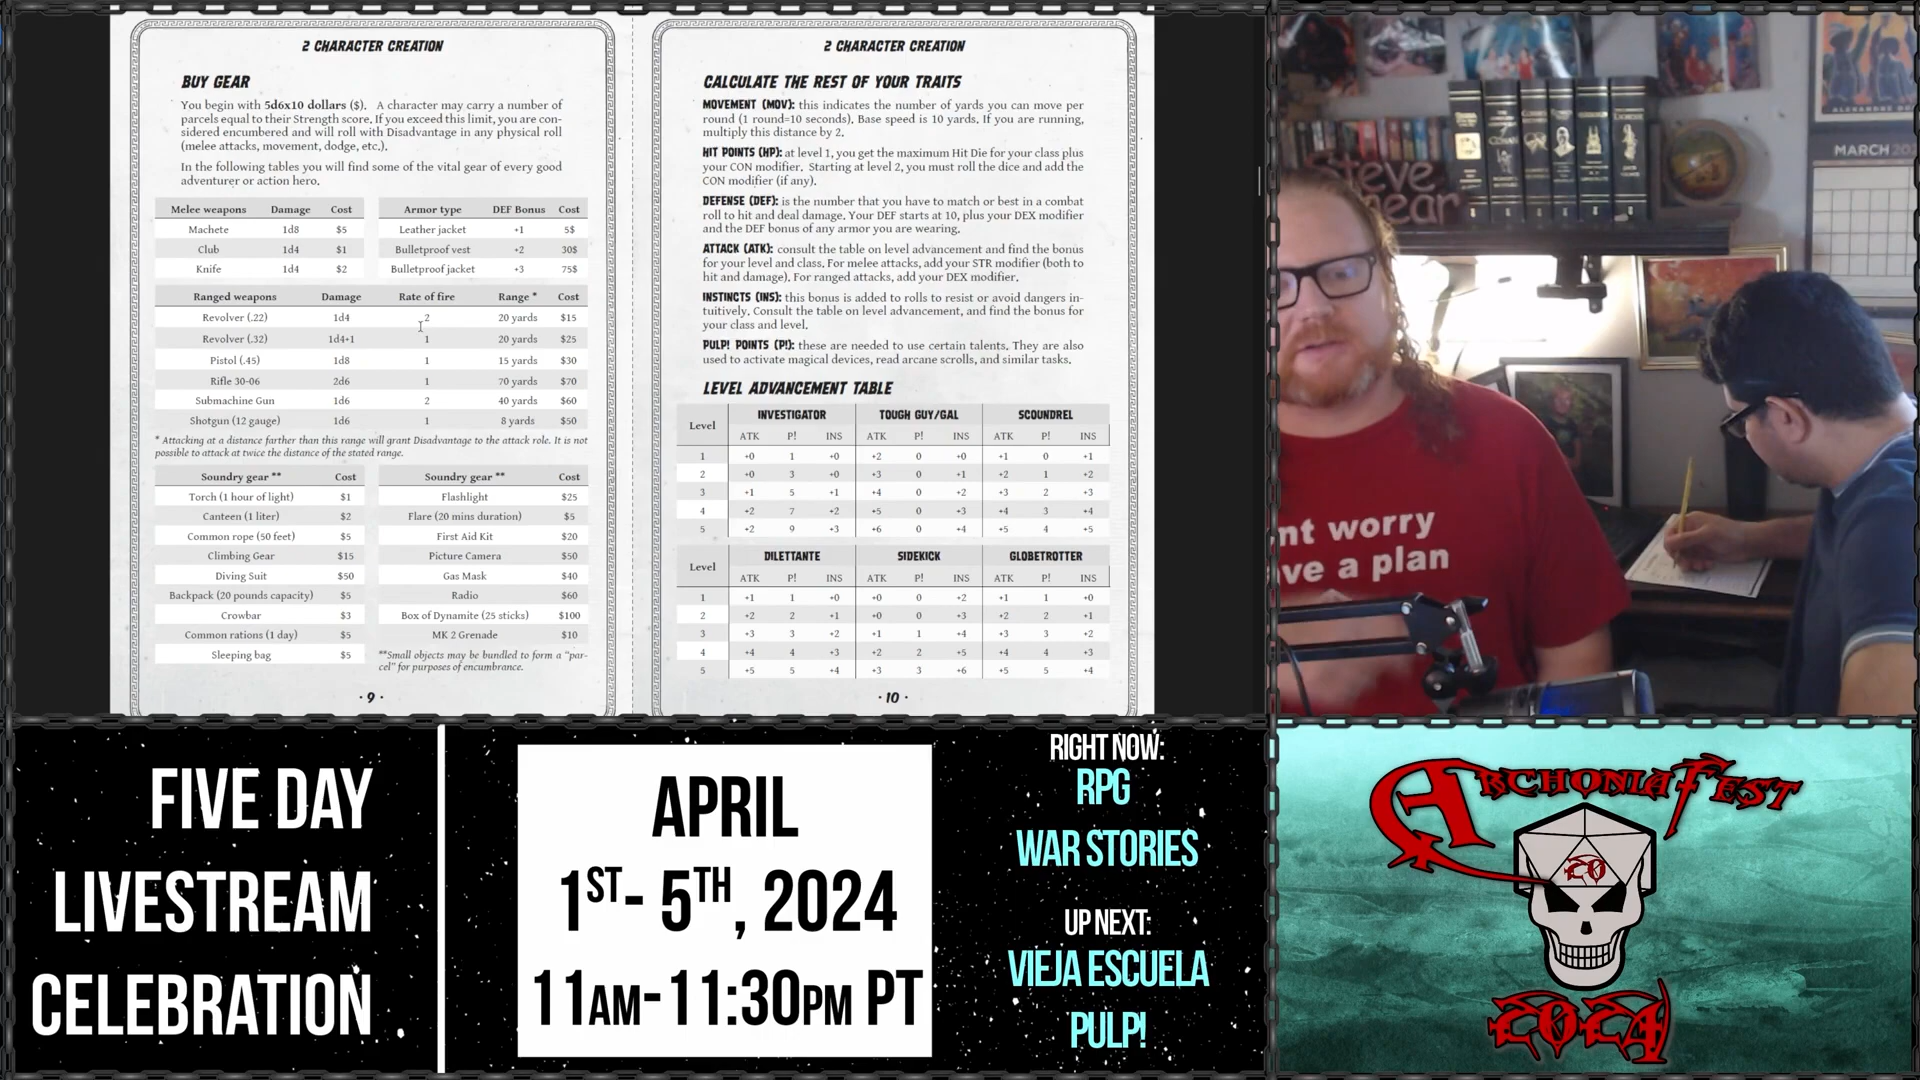 2 CHARACTER CREATION
BUY GEAR
You begin with 5d6x10 dollars ($). A character may carry a number of
parcels equal to their Strength score. If you exceed this limit, you are con-
sidered encumbered and will roll with Disadvantage in any physical roll
(melee attacks, movement, dodge, etc.).
In the following tables you will find some of the vital gear of every good
adventurer or action hero.
Melee weapons Damage Cost
Machete 1d8 $5
Club 1d4 $1
Knife 1d4 $2
Armor type DEF Bonus Cost
Leather jacket +1 5$
Bulletproof vest +2 30$
Bulletproof jacket +3 75$
Ranged weapons Damage Rate of fire Range * Cost
Revolver (.22) 1d4 2 20 yards $15
Revolver (.32) 1d4+1 1 20 yards $25
Pistol (.45) 1d8 1 15 yards $30
Rifle 30-06 2d6 1 70 yards $70
Submachine Gun 1d6 2 40 yards $60
Shotgun (12 gauge) 1d6 1 8 yards $50
* Attacking at a distance farther than this range will grant Disadvantage to the attack role. It is not
possible to attack at twice the distance of the stated range.
Soundry gear ** Cost
Torch (1 hour of light) $1
Canteen (1 liter) $2
Common rope (50 feet) $5
Climbing Gear $15
Diving Suit $50
Backpack (20 pounds capacity) $5
Crowbar $3
Common rations (1 day) $5
Sleeping bag $5
Soundry gear ** Cost
Flashlight $25
Flare (20 mins duration) $5
First Aid Kit $20
Picture Camera $50
Gas Mask $40
Radio $60
Box of Dynamite (25 sticks) $100
MK 2 Grenade $10
**Small objects may be bundled to form a "par-
cel" for purposes of encumbrance.
· 9 ·
2 CHARACTER CREATION
CALCULATE THE REST OF YOUR TRAITS
MOVEMENT (MOV): this indicates the number of yards you can move per
round (1 round=10 seconds). Base speed is 10 yards. If you are running,
multiply this distance by 2.
HIT POINTS (HP): at level 1, you get the maximum Hit Die for your class plus
your CON modifier. Starting at level 2, you must roll the dice and add the
CON modifier (if any).
DEFENSE (DEF): is the number that you have to match or best in a combat
roll to hit and deal damage. Your DEF starts at 10, plus your DEX modifier
and the DEF bonus of any armor you are wearing.
ATTACK (ATK): consult the table on level advancement and find the bonus
for your level and class. For melee attacks, add your STR modifier (both to
hit and damage). For ranged attacks, add your DEX modifier.
INSTINCTS (INS): this bonus is added to rolls to resist or avoid dangers in-
tuitively. Consult the table on level advancement, and find the bonus for
your class and level.
PULP! POINTS (P!): these are needed to use certain talents. They are also
used to activate magical devices, read arcane scrolls, and similar tasks.
LEVEL ADVANCEMENT TABLE
Level INVESTIGATOR TOUGH GUY/GAL SCOUNDREL
ATK P! INS ATK P! INS ATK P! INS
1 +0 1 +0 +2 0 +0 +1 0 +1
2 +0 3 +0 +3 0 +1 +2 1 +2
3 +1 5 +1 +4 0 +2 +3 2 +3
4 +2 7 +2 +5 0 +3 +4 3 +4
5 +2 9 +3 +6 0 +4 +5 4 +5
Level DILETTANTE SIDEKICK GLOBETROTTER
ATK P! INS ATK P! INS ATK P! INS
1 +1 1 +0 +0 0 +2 +1 1 +0
2 +2 2 +1 +0 0 +3 +2 2 +1
3 +3 3 +2 +1 1 +4 +3 3 +2
4 +4 4 +3 +2 2 +5 +4 4 +3
5 +5 5 +4 +3 3 +6 +5 5 +4
· 10 ·
Steve
MARCH
nt worry
ve a plan
FIVE DAY
LIVESTREAM
CELEBRATION
APRIL
1ST- 5TH, 2024
11AM-11:30PM PT
RIGHT NOW:
RPG
WAR STORIES
UP NEXT:
VIEJA ESCUELA
PULP!
ARCHONIAFEST
20
2024